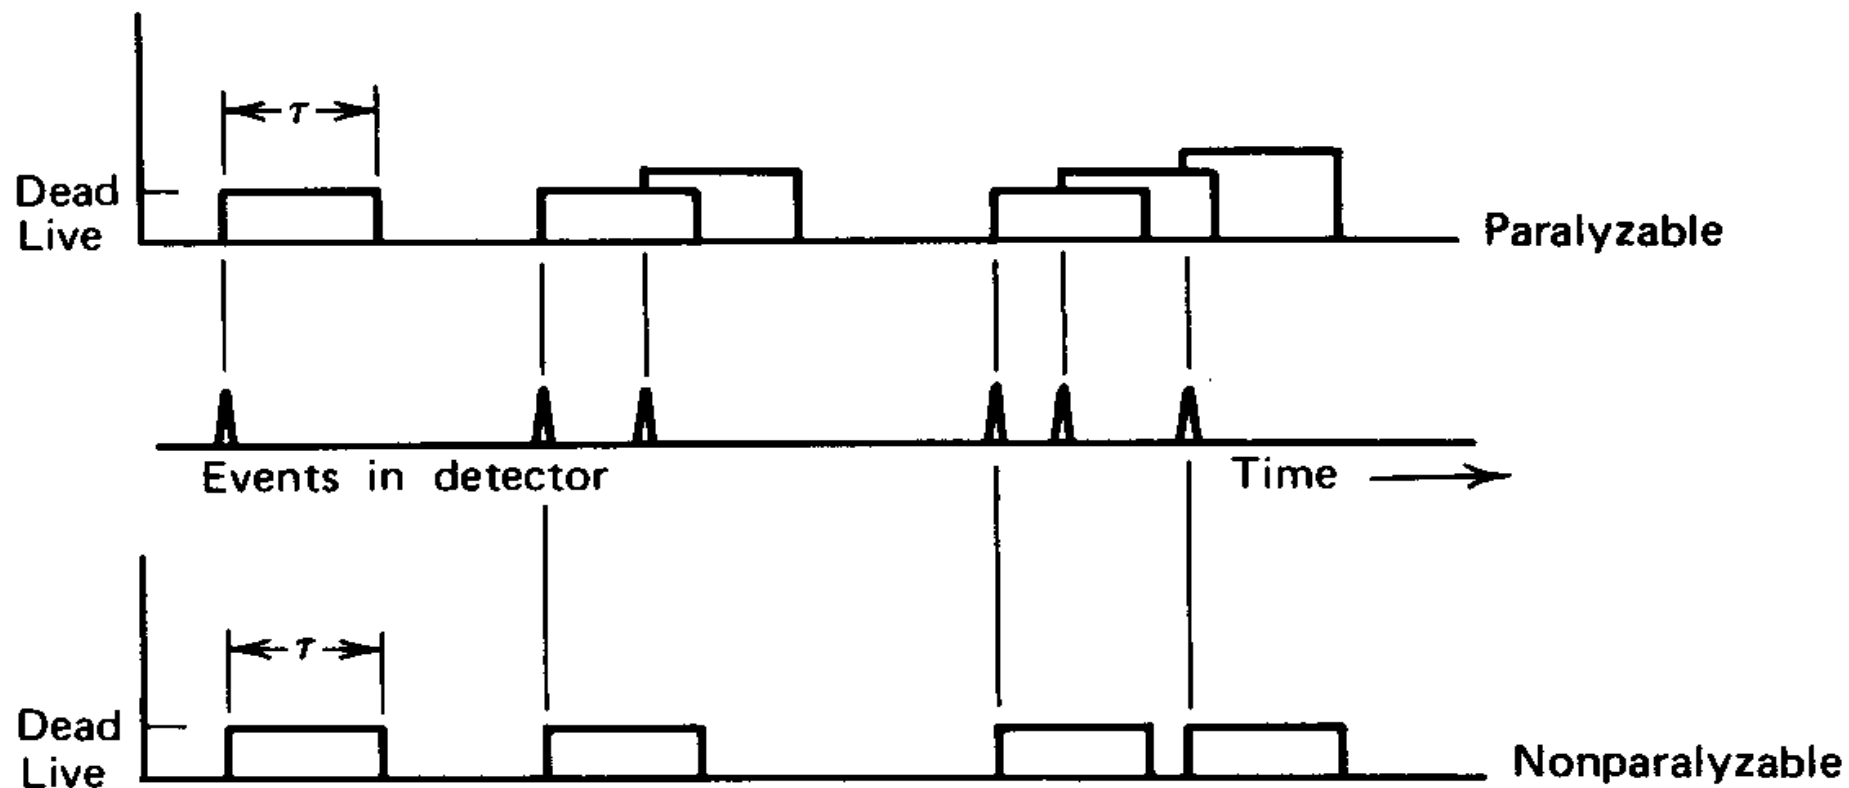 τ
Dead
Live
Paralyzable
Events in detector
Time
τ
Dead
Live
Nonparalyzable